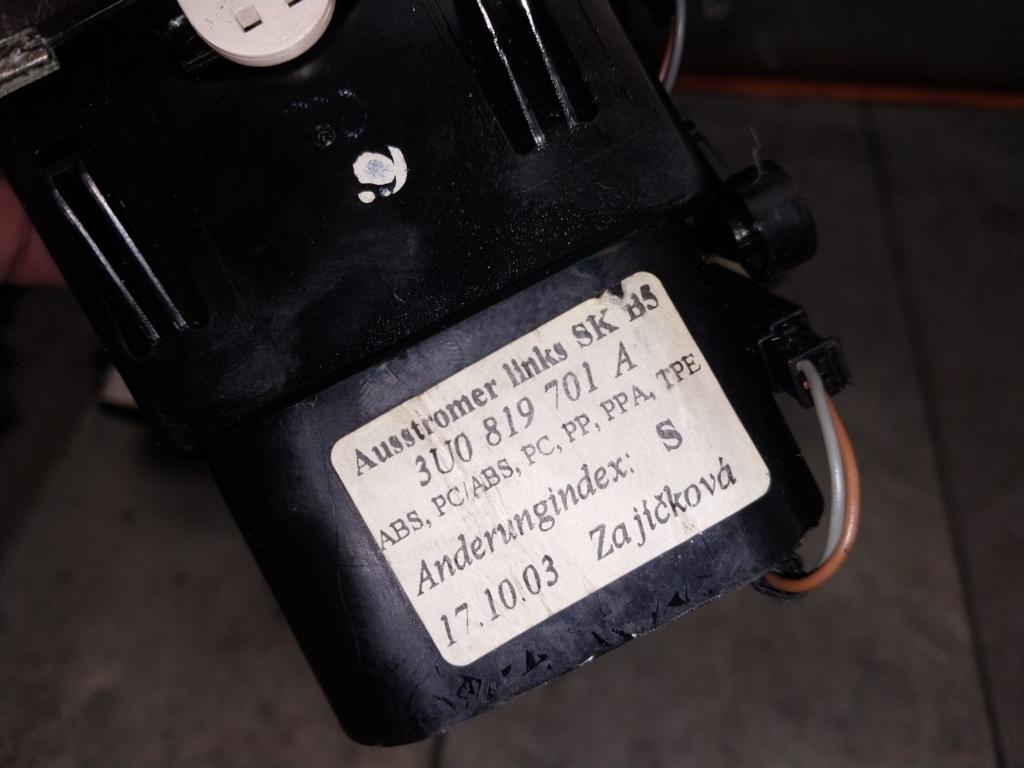 Ausstromer links SK B5
3U0 819 701 A
ABS, PC/ABS, PC, PP, PPA, TPE
Anderungindex: S
17.10.03 Zajíčková